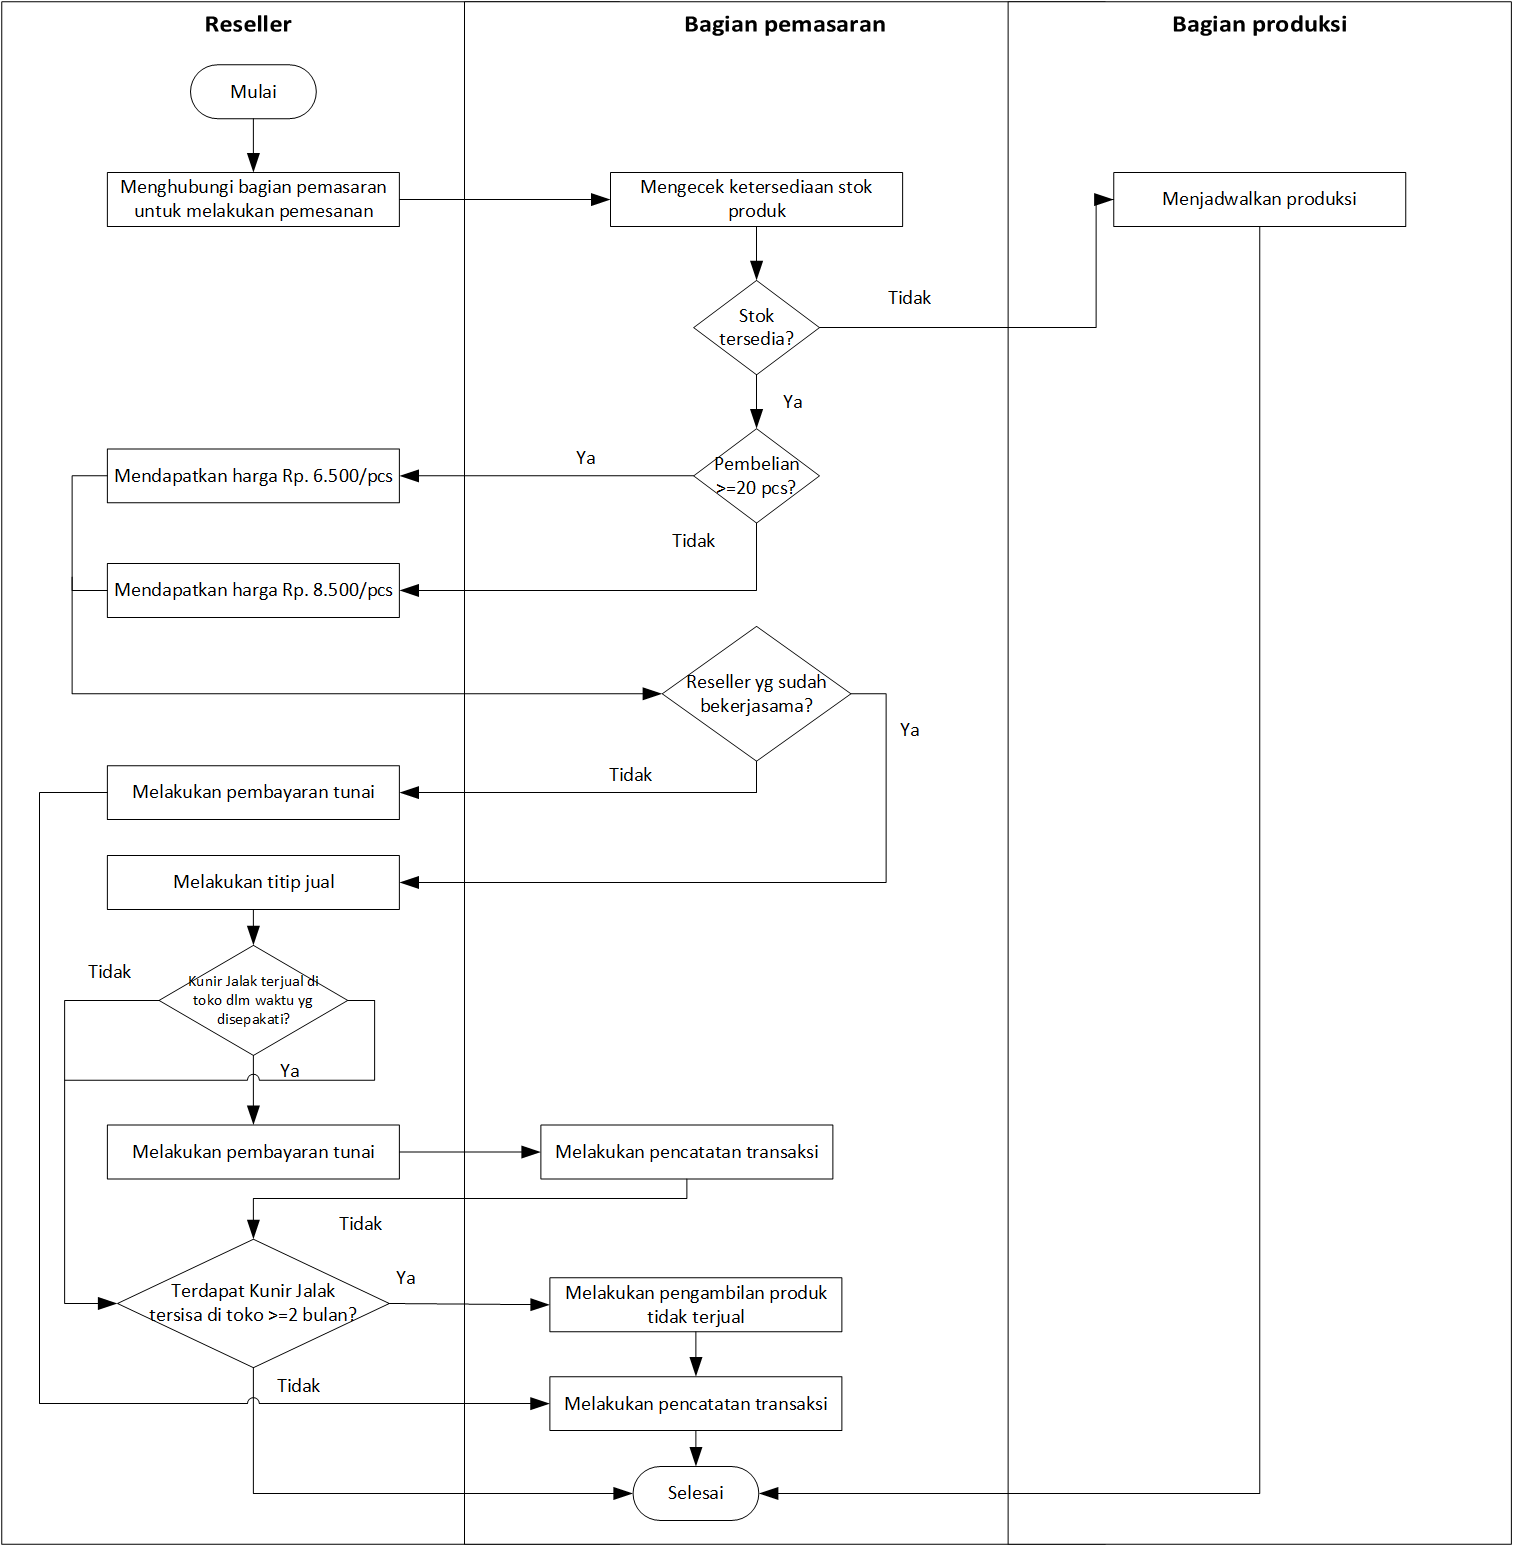 Reseller
Bagian pemasaran
Bagian produksi
Mulai
Menghubungi bagian pemasaran
untuk melakukan pemesanan
Mengecek ketersediaan stok
produk
Menjadwalkan produksi
Tidak
Stok
tersedia?
Ya
Ya
Pembelian
>=20 pcs?
Mendapatkan harga Rp. 6.500/pcs
Tidak
Mendapatkan harga Rp. 8.500/pcs
Reseller yg sudah
bekerjasama?
Ya
Tidak
Melakukan pembayaran tunai
Melakukan titip jual
Tidak
Kunir Jalak terjual di
toko dlm waktu yg
disepakati?
Ya
Melakukan pembayaran tunai
Melakukan pencatatan transaksi
Tidak
Terdapat Kunir Jalak
tersisa di toko >=2 bulan?
Ya
Melakukan pengambilan produk
tidak terjual
Tidak
Melakukan pencatatan transaksi
Selesai